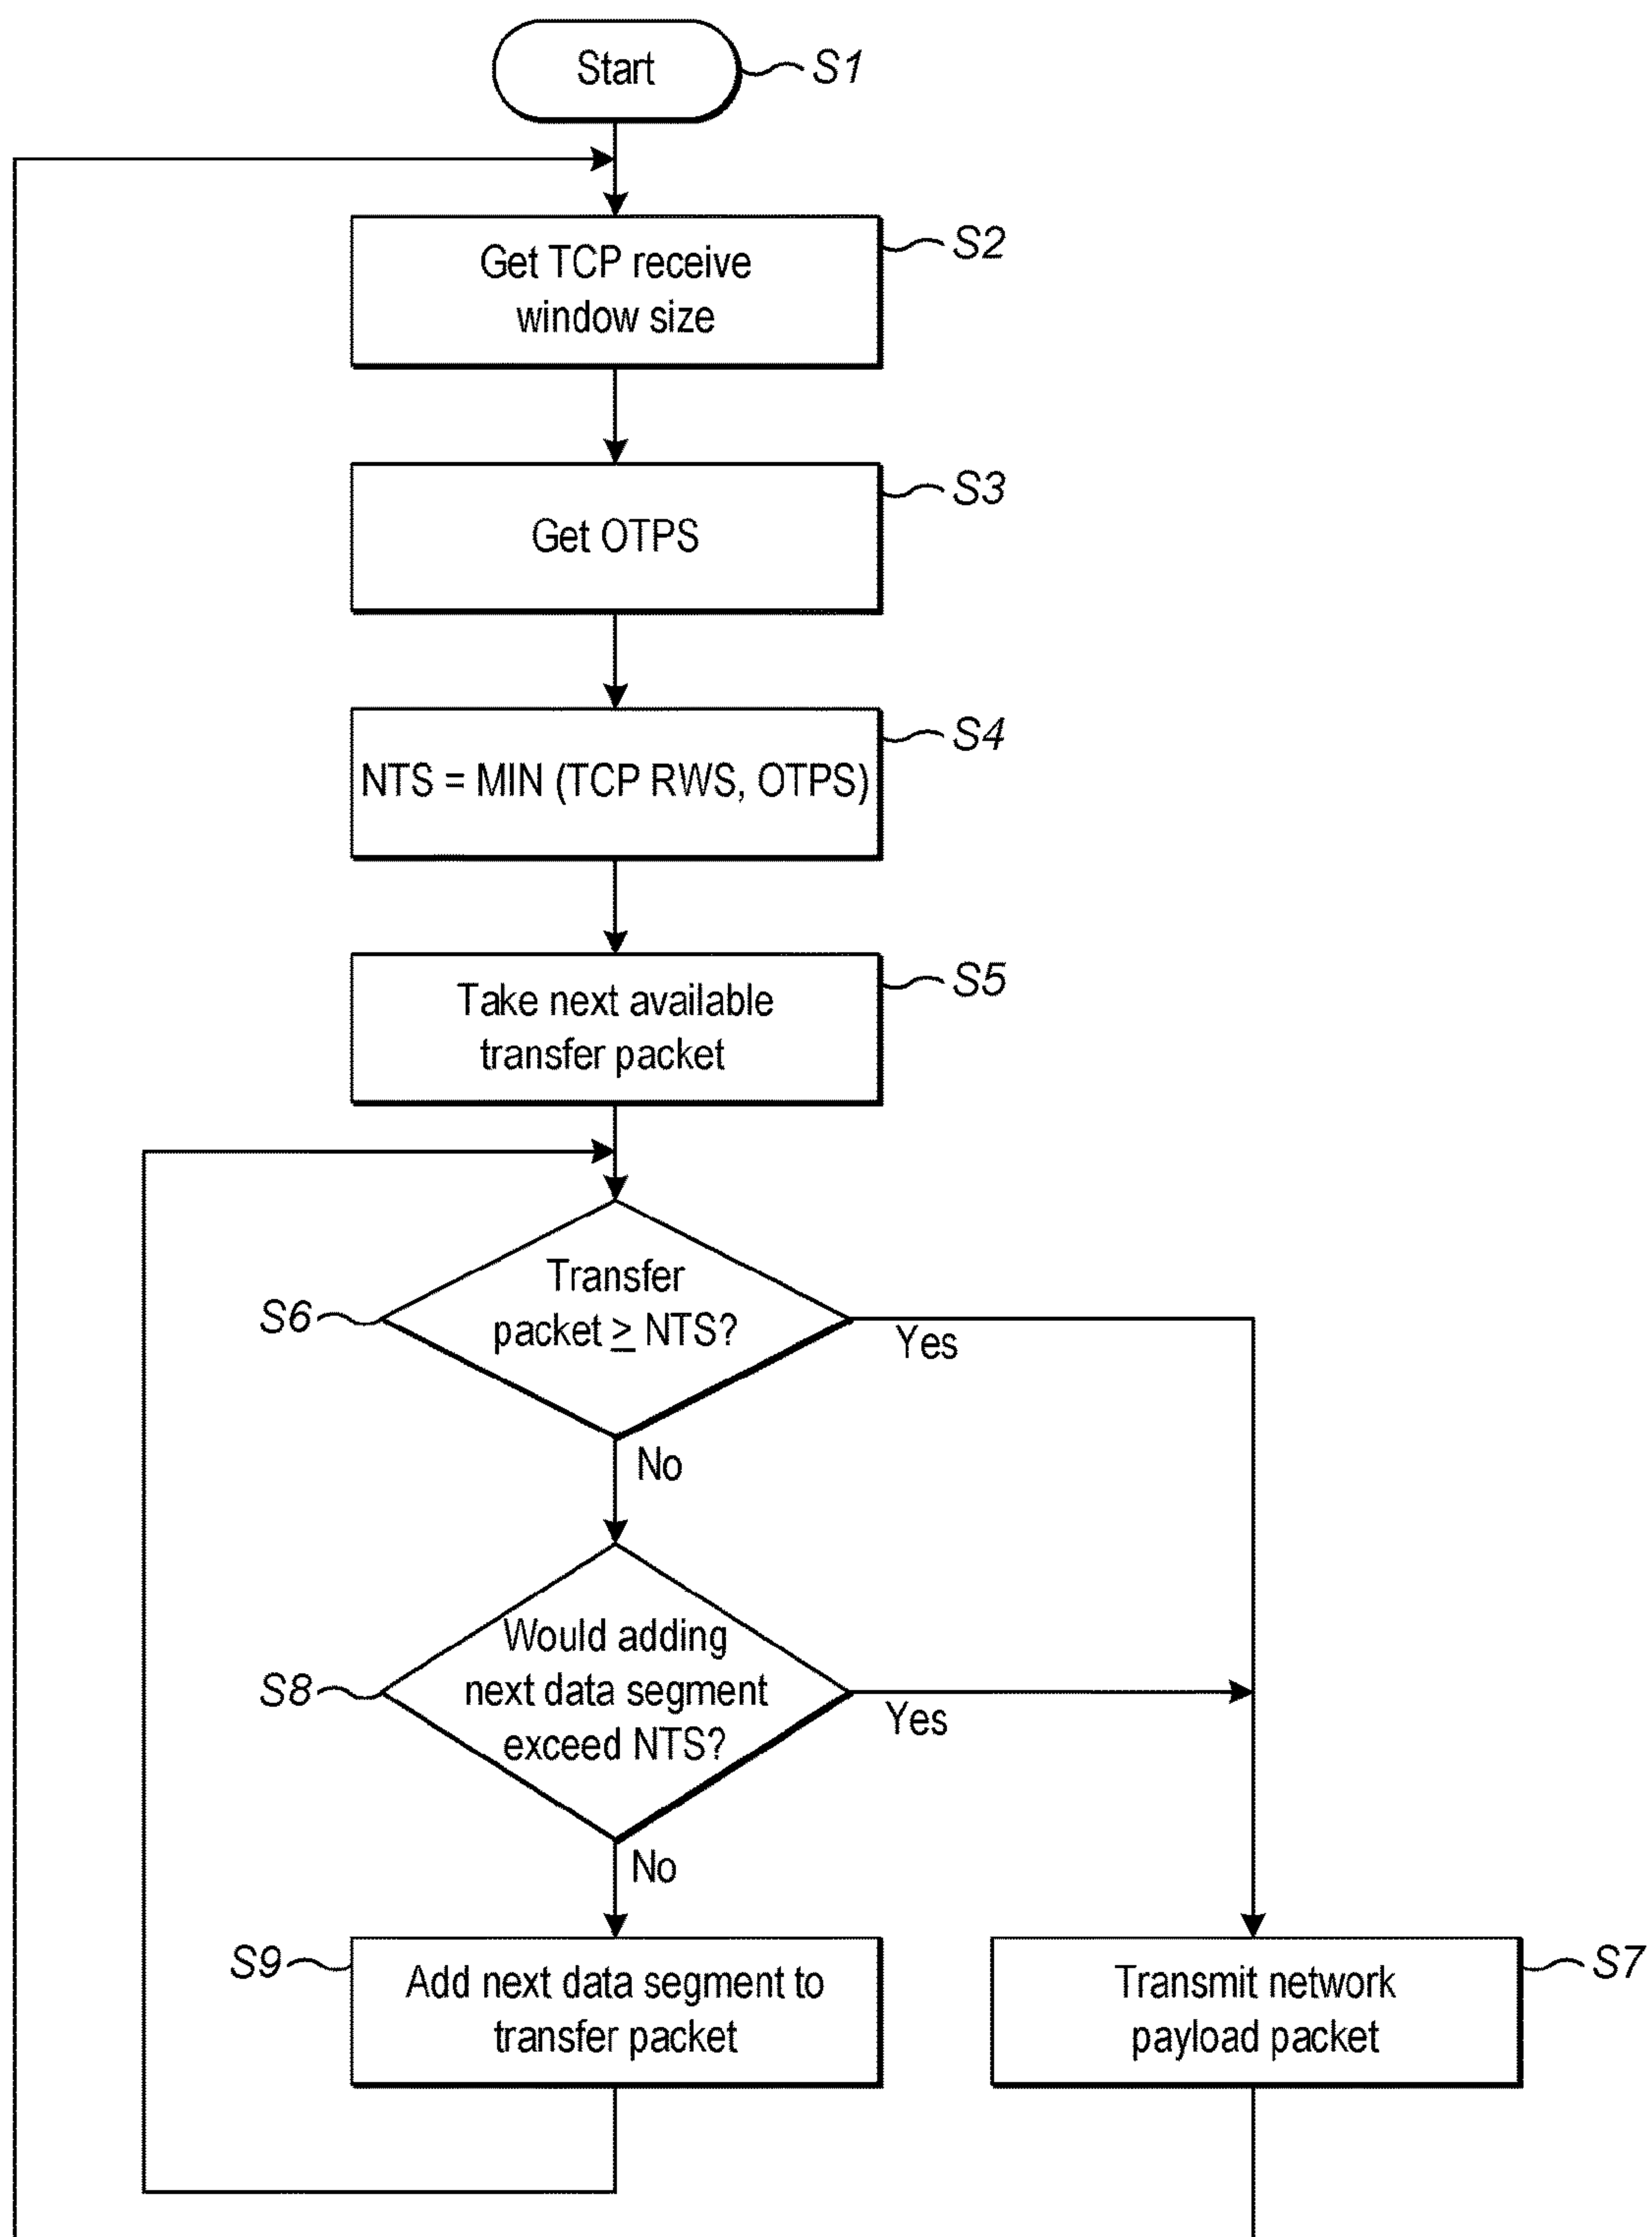 Start
S1
Get TCP receive
window size
S2
Get OTPS
S3
NTS = MIN (TCP RWS, OTPS)
S4
Take next available
transfer packet
S5
Transfer
packet ≥ NTS?
S6
Yes
No
Would adding
next data segment
exceed NTS?
S8
Yes
No
S9
Add next data segment to
transfer packet
Transmit network
payload packet
S7